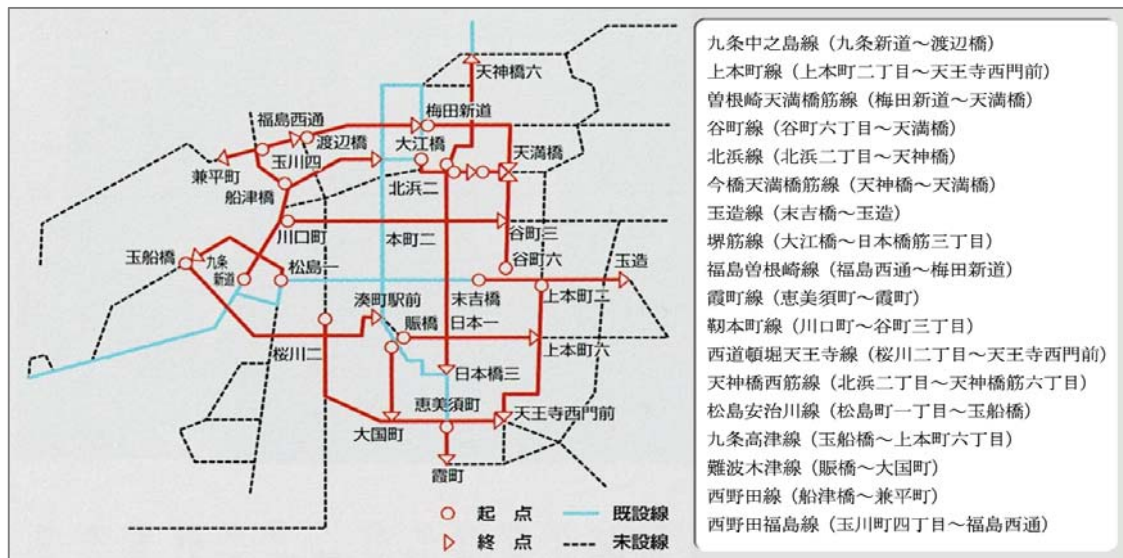 天神橋六
梅田新道
福島西通
渡辺橋
大江橋
天満橋
玉川四
兼平町
船津橋
北浜二
川口町
本町二
谷町三
玉船橋
九条
新道
松島一
谷町六
玉造
末吉橋
上本町二
湊町駅前
賑橋
日本一
桜川二
上本町六
日本橋三
恵美須町
天王寺西門前
大国町
霞町
起 点
既設線
終 点
未設線
九条中之島線（九条新道～渡辺橋）
上本町線（上本町二丁目～天王寺西門前）
曽根崎天満橋筋線（梅田新道～天満橋）
谷町線（谷町六丁目～天満橋）
北浜線（北浜二丁目～天神橋）
今橋天満橋筋線（天神橋～天満橋）
玉造線（末吉橋～玉造）
堺筋線（大江橋～日本橋筋三丁目）
福島曽根崎線（福島西通～梅田新道）
霞町線（恵美須町～霞町）
靭本町線（川口町～谷町三丁目）
西道頓堀天王寺線（桜川二丁目～天王寺西門前）
天神橋西筋線（北浜二丁目～天神橋筋六丁目）
松島安治川線（松島町一丁目～玉船橋）
九条高津線（玉船橋～上本町六丁目）
難波木津線（賑橋～大国町）
西野田線（船津橋～兼平町）
西野田福島線（玉川町四丁目～福島西通）